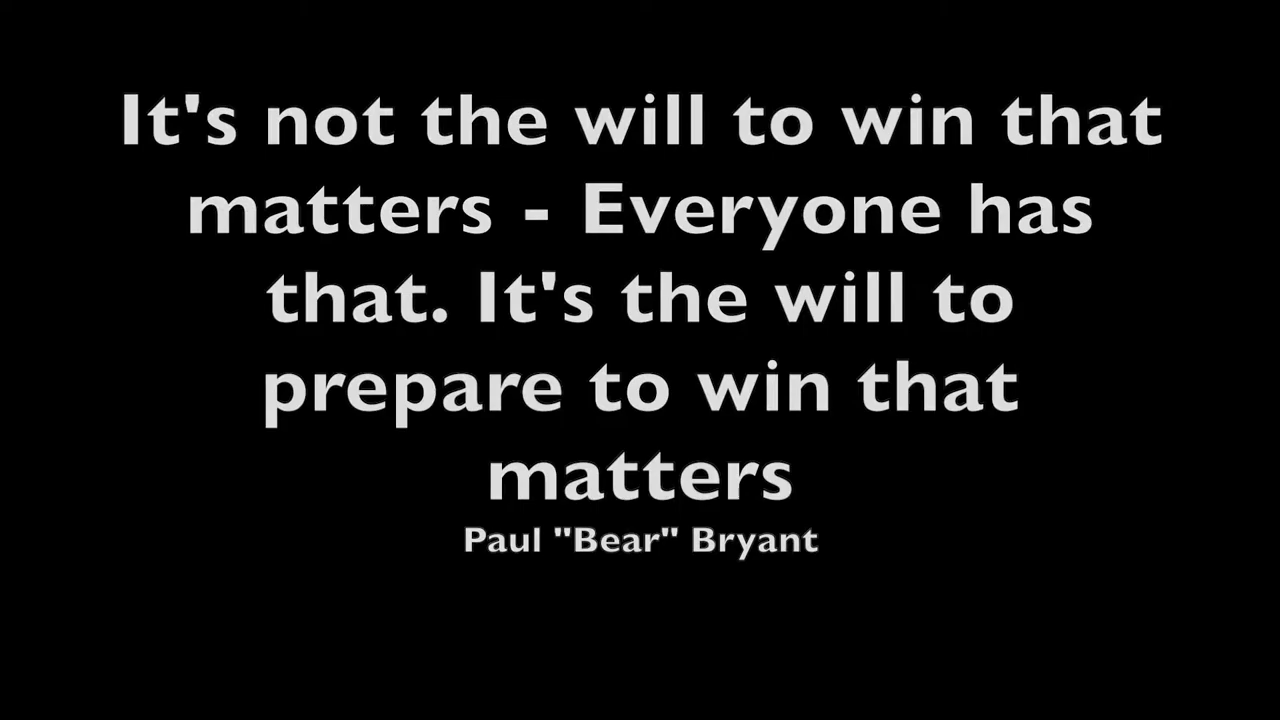 It's not the will to win that
matters - Everyone has
that. It's the will to
prepare to win that
matters
Paul "Bear" Bryant